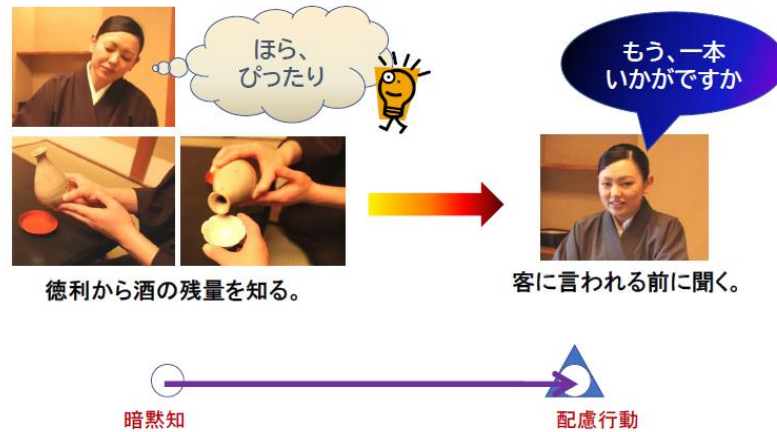 ほら、
ぴったり
もう、一本
いかがですか
徳利から酒の残量を知る。
客に言われる前に聞く。
暗黙知
配慮行動